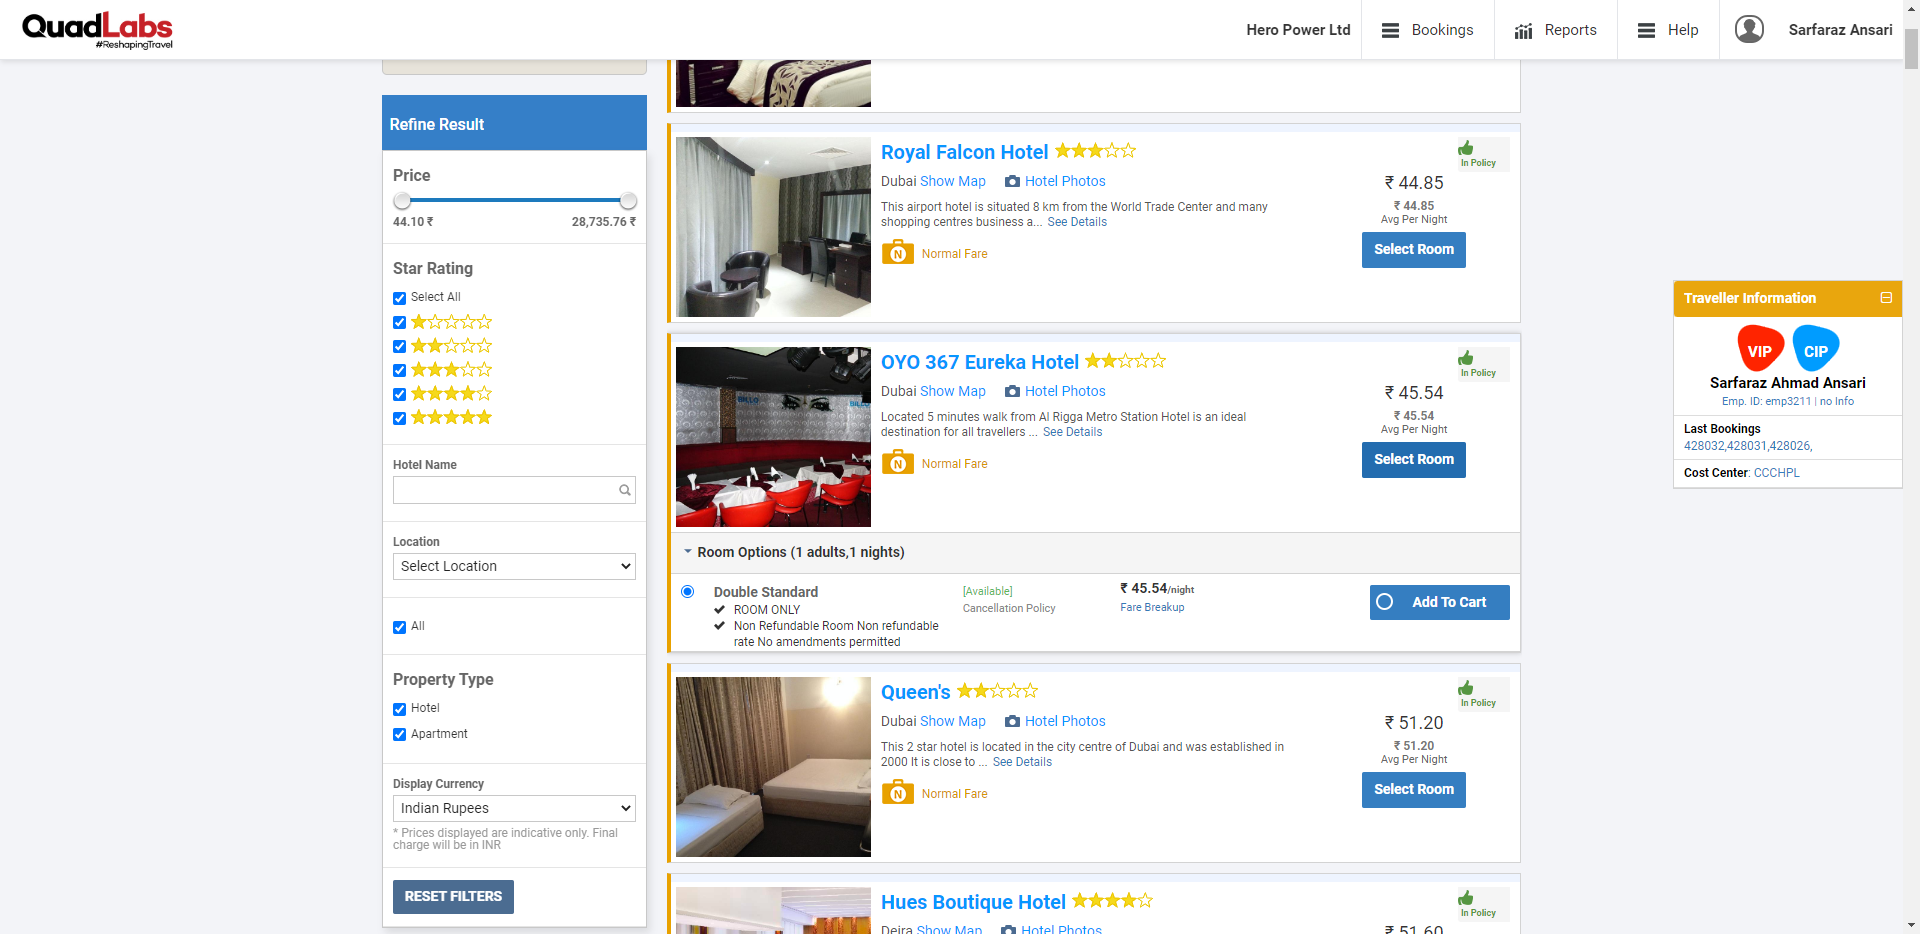 QuadLabs
#ReshapingTravel
Hero Power Ltd
Bookings
Reports
Help
Sarfaraz Ansari
Refine Result
Price
44.10 ₹
28,735.76 ₹
Star Rating
Select All
Hotel Name
Location
Select Location
All
Property Type
Hotel
Apartment
Display Currency
Indian Rupees
* Prices displayed are indicative only. Final
charge will be in INR
RESET FILTERS
Royal Falcon Hotel
Dubai Show Map Hotel Photos
This airport hotel is situated 8 km from the World Trade Center and many
shopping centres business a... See Details
N Normal Fare
In Policy
₹ 44.85
₹ 44.85
Avg Per Night
Select Room
OYO 367 Eureka Hotel
Dubai Show Map Hotel Photos
Located 5 minutes walk from Al Rigga Metro Station Hotel is an ideal
destination for all travellers ... See Details
N Normal Fare
In Policy
₹ 45.54
₹ 45.54
Avg Per Night
Select Room
Room Options (1 adults,1 nights)
Double Standard
ROOM ONLY
Non Refundable Room Non refundable
rate No amendments permitted
[Available]
Cancellation Policy
₹ 45.54/night
Fare Breakup
Add To Cart
Queen's
Dubai Show Map Hotel Photos
This 2 star hotel is located in the city centre of Dubai and was established in
2000 It is close to ... See Details
N Normal Fare
In Policy
₹ 51.20
₹ 51.20
Avg Per Night
Select Room
Hues Boutique Hotel
Deira Show Map Hotel Photos
In Policy
₹ 51.60
Traveller Information
VIP
CIP
Sarfaraz Ahmad Ansari
Emp. ID: emp3211 | no Info
Last Bookings
428032,428031,428026,
Cost Center: CCCHPL